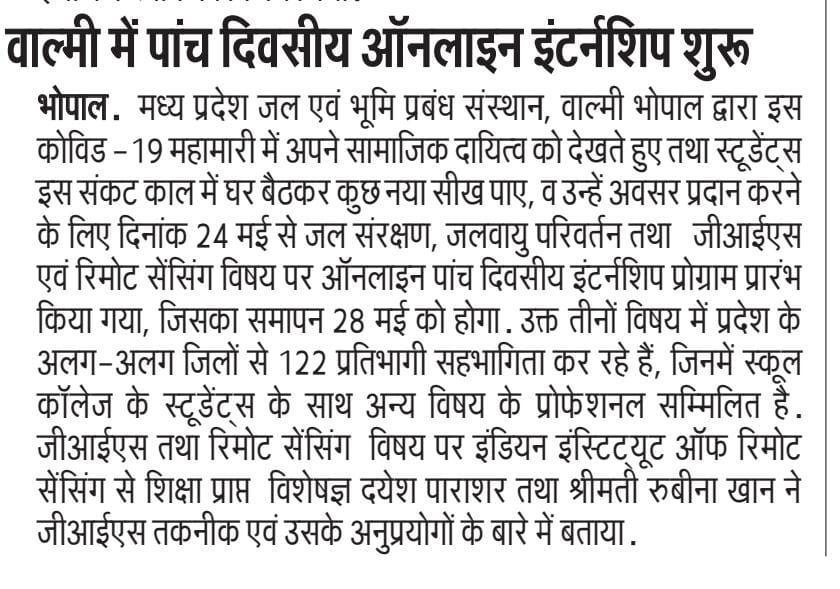 वाल्मी में पांच दिवसीय ऑनलाइन इंटर्नशिप शुरू
भोपाल. मध्य प्रदेश जल एवं भूमि प्रबंध संस्थान, वाल्मी भोपाल द्वारा इस
कोविड -19 महामारी में अपने सामाजिक दायित्व को देखते हुए तथा स्टूडेंट्स
इस संकट काल में घर बैठकर कुछ नया सीख पाए, व उन्हें अवसर प्रदान करने
के लिए दिनांक 24 मई से जल संरक्षण, जलवायु परिवर्तन तथा जीआईएस
एवं रिमोट सेंसिंग विषय पर ऑनलाइन पांच दिवसीय इंटर्नशिप प्रोग्राम प्रारंभ
किया गया, जिसका समापन 28 मई को होगा. उक्त तीनों विषय में प्रदेश के
अलग-अलग जिलों से 122 प्रतिभागी सहभागिता कर रहे हैं, जिनमें स्कूल
कॉलेज के स्टूडेंट्स के साथ अन्य विषय के प्रोफेशनल सम्मिलित है.
जीआईएस तथा रिमोट सेंसिंग विषय पर इंडियन इंस्टिट्यूट ऑफ रिमोट
सेंसिंग से शिक्षा प्राप्त विशेषज्ञ दयेश पाराशर तथा श्रीमती रुबीना खान ने
जीआईएस तकनीक एवं उसके अनुप्रयोगों के बारे में बताया.